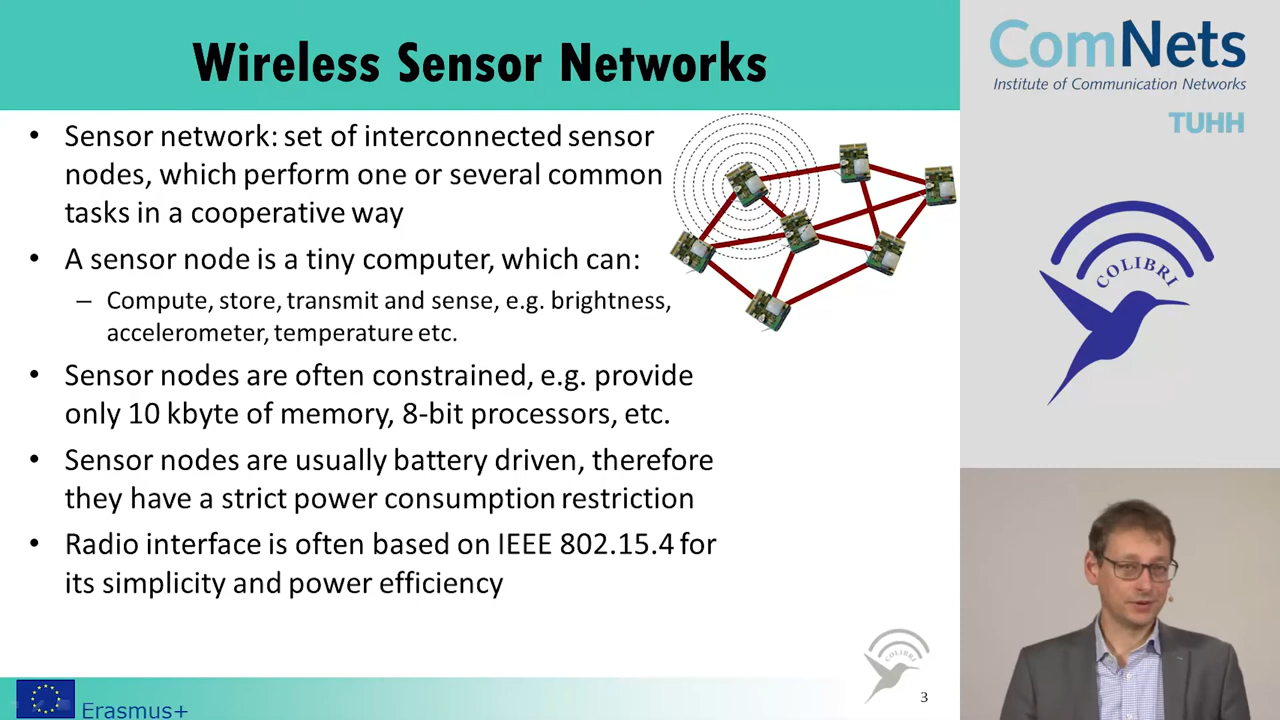 Wireless Sensor Networks
• Sensor network: set of interconnected sensor
nodes, which perform one or several common
tasks in a cooperative way
• A sensor node is a tiny computer, which can:
– Compute, store, transmit and sense, e.g. brightness,
accelerometer, temperature etc.
• Sensor nodes are often constrained, e.g. provide
only 10 kbyte of memory, 8-bit processors, etc.
• Sensor nodes are usually battery driven, therefore
they have a strict power consumption restriction
• Radio interface is often based on IEEE 802.15.4 for
its simplicity and power efficiency
COLIBRI
3
Erasmus+
ComNets
Institute of Communication Networks
TUHH
COLIBRI